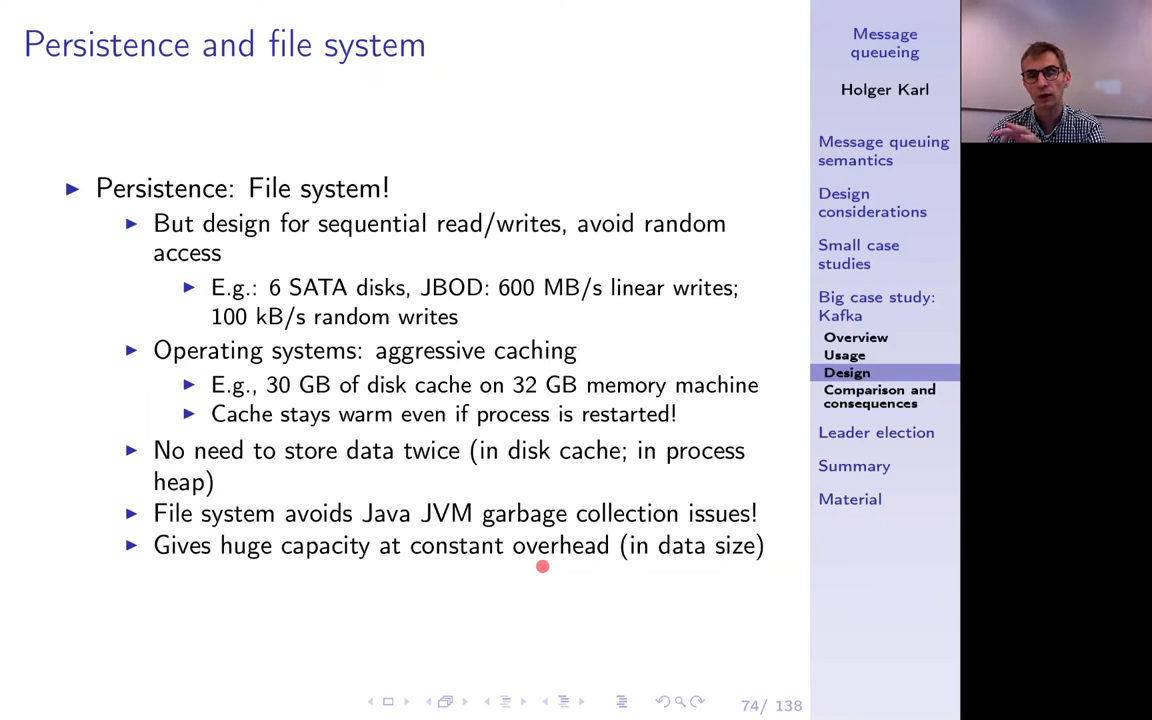 Persistence and file system
Persistence: File system!
But design for sequential read/writes, avoid random
access
E.g.: 6 SATA disks, JBOD: 600 MB/s linear writes;
100 kB/s random writes
Operating systems: aggressive caching
E.g., 30 GB of disk cache on 32 GB memory machine
Cache stays warm even if process is restarted!
No need to store data twice (in disk cache; in process
heap)
File system avoids Java JVM garbage collection issues!
Gives huge capacity at constant overhead (in data size)
74/ 138
Message
queueing
Holger Karl
Message queuing
semantics
Design
considerations
Small case
studies
Big case study:
Kafka
Overview
Usage
Design
Comparison and
consequences
Leader election
Summary
Material